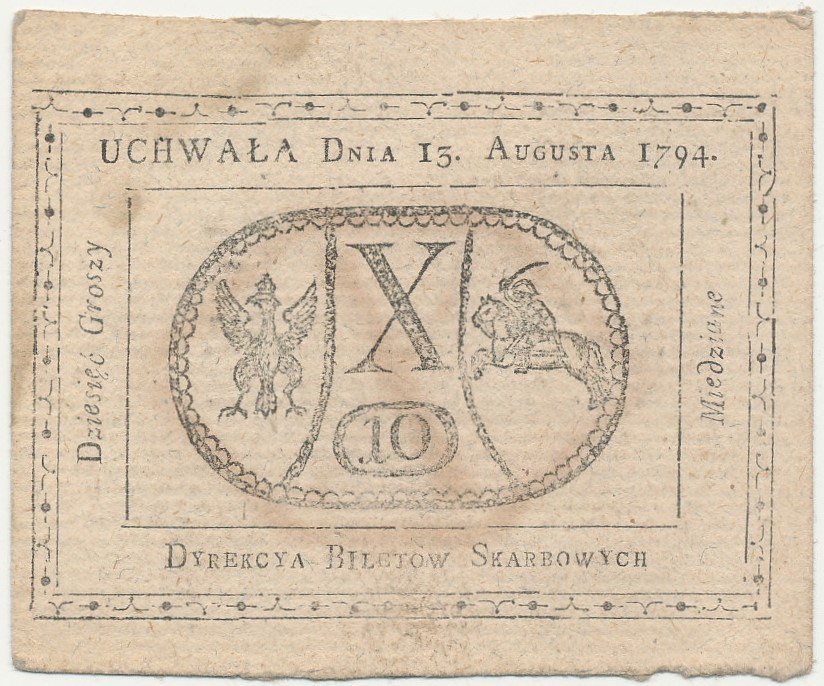 UCHWAŁA DNIA 13. AUGUSTA 1794.
Dziesięć Groszy
X
10
Miedziane
DYREKCYA BILETÓW SKARBOWYCH